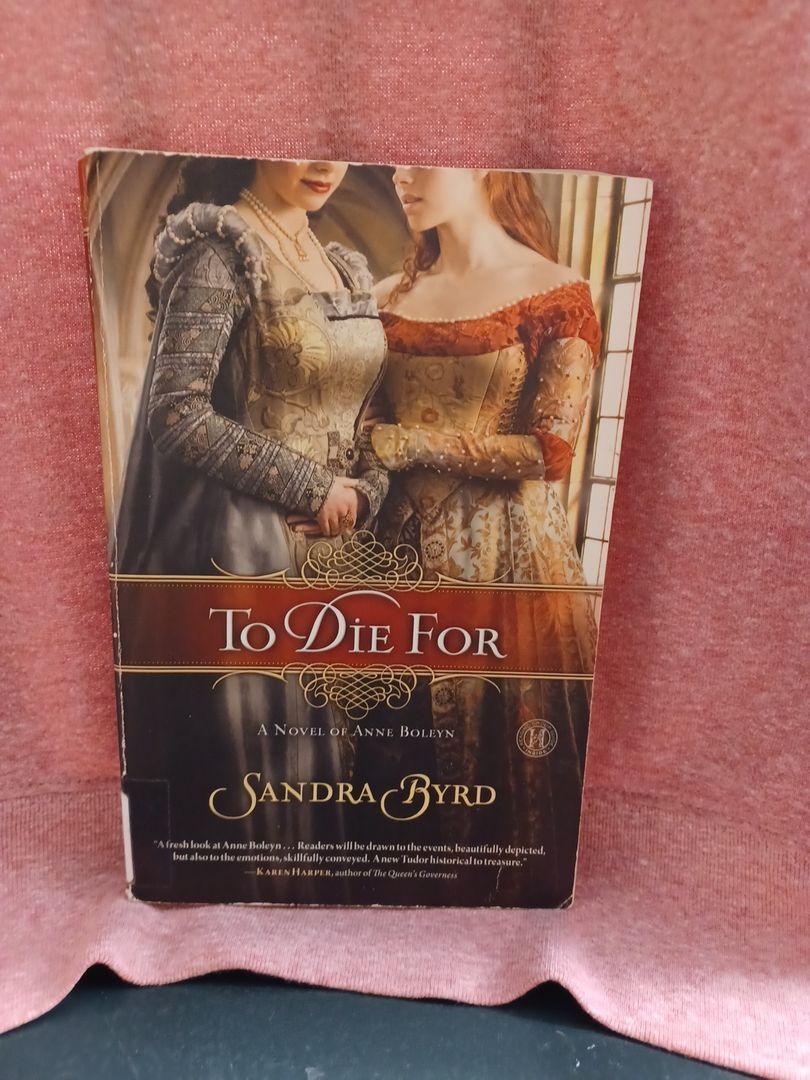 To Die For
A Novel of Anne Boleyn
Sandra Byrd
"A fresh look at Anne Boleyn . . . Readers will be drawn to the events, beautifully depicted,
but also to the emotions, skillfully conveyed. A new Tudor historical to treasure."
—Karen Harper, author of The Queen's Governess
H
INSIDE